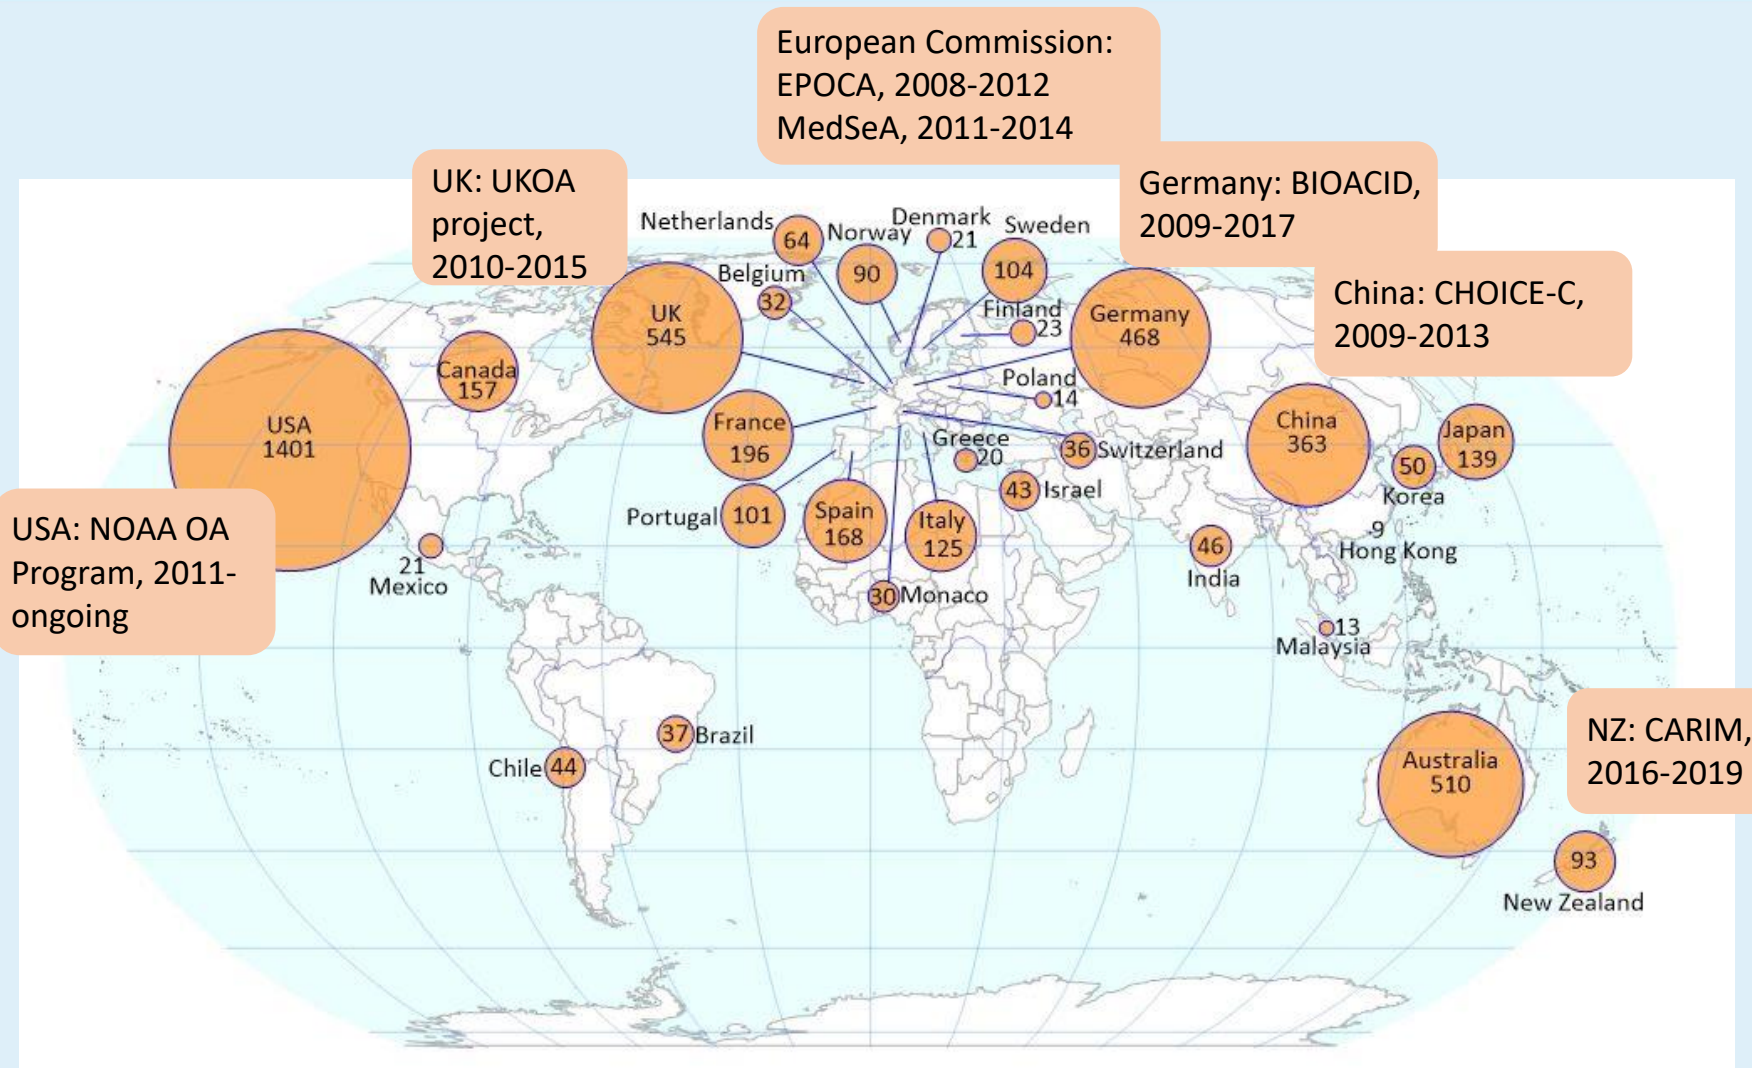 European Commission:
EPOCA, 2008-2012
MedSeA, 2011-2014
UK: UKOA
project,
2010-2015
Germany: BIOACID,
2009-2017
China: CHOICE-C,
2009-2013
USA: NOAA OA
Program, 2011-
ongoing
NZ: CARIM,
2016-2019
Netherlands
64
Norway
90
Denmark
21
Sweden
104
Belgium
32
Finland
23
UK
545
Germany
468
Canada
157
Poland
14
USA
1401
France
196
Greece
20
36 Switzerland
China
363
Japan
139
50
Korea
43 Israel
Portugal 101
Spain
168
Italy
125
-9
Hong Kong
46
India
21
Mexico
30 Monaco
13
Malaysia
37 Brazil
Chile 44
Australia
510
93
New Zealand